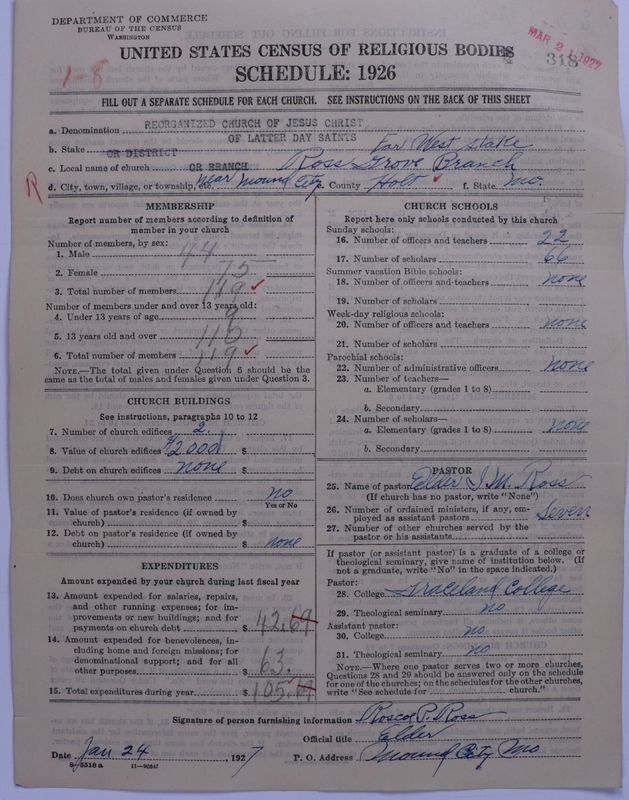 DEPARTMENT OF COMMERCE
BUREAU OF THE CENSUS
WASHINGTON
MAR 21 1927
318
UNITED STATES CENSUS OF RELIGIOUS BODIES
SCHEDULE: 1926
1-8
FILL OUT A SEPARATE SCHEDULE FOR EACH CHURCH. SEE INSTRUCTIONS ON THE BACK OF THIS SHEET
a. Denomination REORGANIZED CHURCH OF JESUS CHRIST
OF LATTER DAY SAINTS
b. Stake OR DISTRICT Far West Stake
c. Local name of church OR BRANCH Ross Grove Branch
R
d. City, town, village, or township, etc. Near Mound City e. County Holt ✓ f. State Mo.
MEMBERSHIP
Report number of members according to definition of
member in your church
Number of members, by sex:
1. Male 44
2. Female 75
3. Total number of members 119 ✓
Number of members under and over 13 years old:
4. Under 13 years of age 9
5. 13 years old and over 110
6. Total number of members 119 ✓
NOTE.—The total given under Question 6 should be the
same as the total of males and females given under Question 3.
CHURCH BUILDINGS
See instructions, paragraphs 10 to 12
7. Number of church edifices 2
8. Value of church edifices $2000 $
9. Debt on church edifices none $
10. Does church own pastor's residence no
Yes or No
11. Value of pastor's residence (if owned by
church) $
12. Debt on pastor's residence (if owned by
church) $ none
EXPENDITURES
Amount expended by your church during last fiscal year
13. Amount expended for salaries, repairs,
and other running expenses; for im-
provements or new buildings; and for
payments on church debt $ 42.69
14. Amount expended for benevolences, in-
cluding home and foreign missions; for
denominational support; and for all
other purposes $ 63.
15. Total expenditures during year $ 105.69
CHURCH SCHOOLS
Report here only schools conducted by this church
Sunday schools:
16. Number of officers and teachers 22
17. Number of scholars 66
Summer vacation Bible schools:
18. Number of officers and teachers none
19. Number of scholars
Week-day religious schools:
20. Number of officers and teachers none
21. Number of scholars
Parochial schools:
22. Number of administrative officers none
23. Number of teachers—
a. Elementary (grades 1 to 8)
b. Secondary
24. Number of scholars—
a. Elementary (grades 1 to 8) none
b. Secondary
PASTOR
25. Name of pastor Elder I. M. Ross
(If church has no pastor, write "None")
26. Number of ordained ministers, if any, em-
ployed as assistant pastors Seven
27. Number of other churches served by the
pastor or his assistants
If pastor (or assistant pastor) is a graduate of a college or
theological seminary, give name of institution below. (If
not a graduate, write "No" in the space indicated.)
Pastor:
28. College Graceland College
29. Theological seminary no
Assistant pastor:
30. College no
31. Theological seminary no
NOTE.—Where one pastor serves two or more churches,
Questions 28 and 29 should be answered only on the schedule
for one of the churches; on the schedules for the other churches,
write "See schedule for church."
Signature of person furnishing information Roscoe P. Ross
Official title Elder
Date Jan 24, 1927 P. O. Address Mound City Mo
8-5318 a